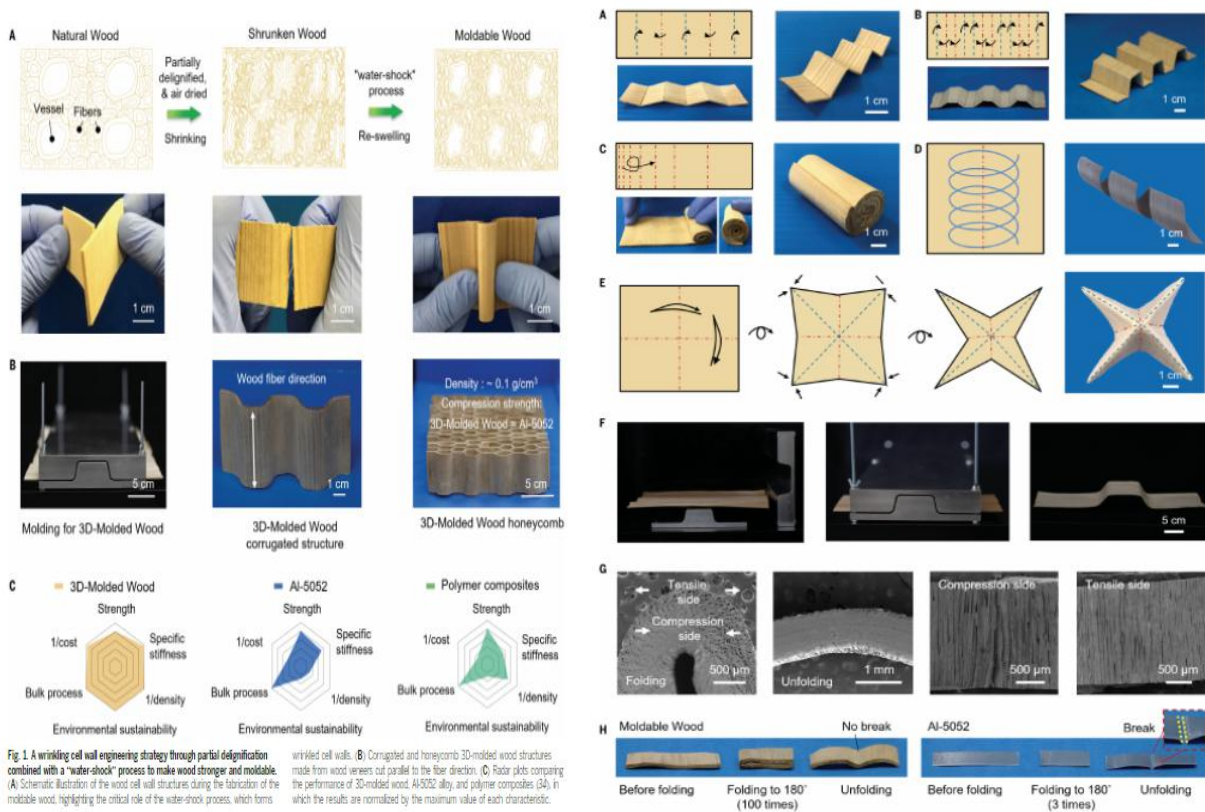 A
Natural Wood
Shrunken Wood
Moldable Wood
Partially
delignified,
& air dried
Shrinking
"water-shock"
process
Re-swelling
Vessel
Fibers
1 cm
1 cm
1 cm
B
5 cm
Wood fiber direction
1 cm
Density : ~ 0.1 g/cm³
Compression strength:
3D-Molded Wood = Al-5052
5 cm
Molding for 3D-Molded Wood
3D-Molded Wood
corrugated structure
3D-Molded Wood honeycomb
C
3D-Molded Wood
Strength
Specific
stiffness
1/density
Environmental sustainability
Bulk process
1/cost
Al-5052
Strength
Specific
stiffness
1/density
Environmental sustainability
Bulk process
1/cost
Polymer composites
Strength
Specific
stiffness
1/density
Environmental sustainability
Bulk process
1/cost
Fig. 1. A wrinkling cell wall engineering strategy through partial delignification
combined with a "water-shock" process to make wood stronger and moldable.
(A) Schematic illustration of the wood cell wall structures during the fabrication of the
moldable wood, highlighting the critical role of the water-shock process, which forms
wrinkled cell walls. (B) Corrugated and honeycomb 3D-molded wood structures
made from wood veneers cut parallel to the fiber direction. (C) Radar plots comparing
the performance of 3D-molded wood, Al-5052 alloy, and polymer composites (34), in
which the results are normalized by the maximum value of each characteristic.
A
1 cm
B
1 cm
C
1 cm
D
1 cm
E
1 cm
F
5 cm
G
Tensile
side
Compression
side
Folding
500 µm
Unfolding
1 mm
Compression
side
500 µm
Tensile
side
500 µm
H
Moldable Wood
No break
Before folding
Folding to 180°
(100 times)
Unfolding
Al-5052
Break
Before folding
Folding to 180°
(3 times)
Unfolding